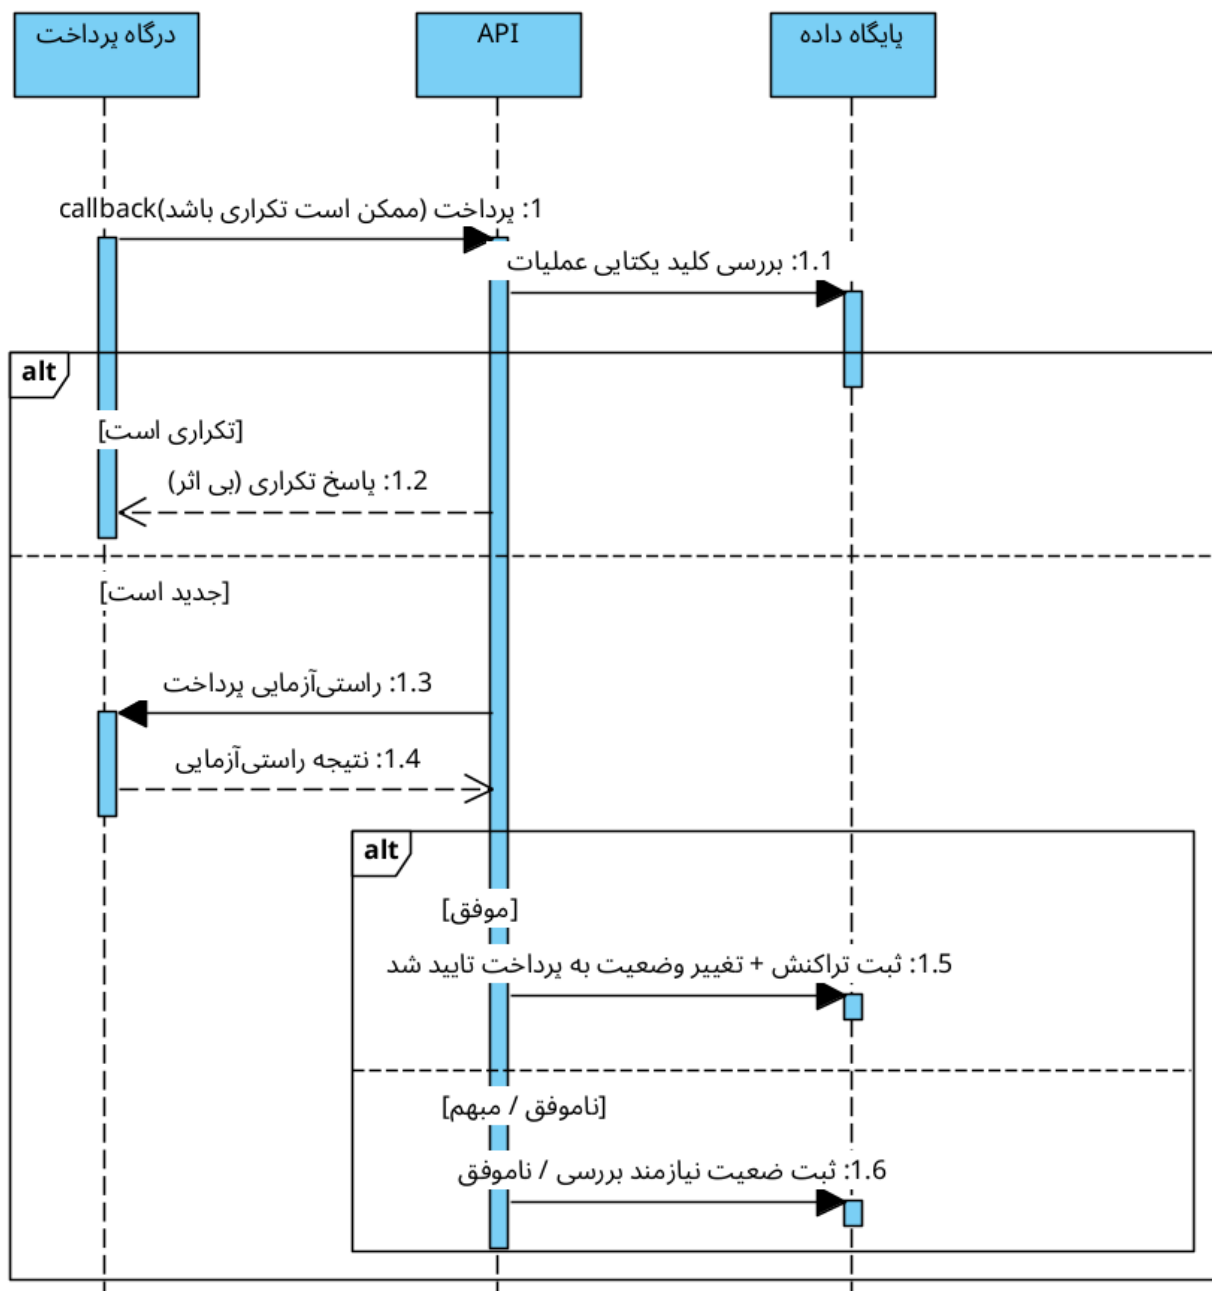 درگاه پرداخت
API
پایگاه داده
1: پرداخت (ممکن است تکراری باشد)callback
1.1: بررسی کلید یکتایی عملیات
alt
[تکراری است]
1.2: پاسخ تکراری (بی اثر)
[جدید است]
1.3: راستی‌آزمایی پرداخت
1.4: نتیجه راستی‌آزمایی
alt
[موفق]
1.5: ثبت تراکنش + تغییر وضعیت به پرداخت تایید شد
[ناموفق / مبهم]
1.6: ثبت ضعیت نیازمند بررسی / ناموفق